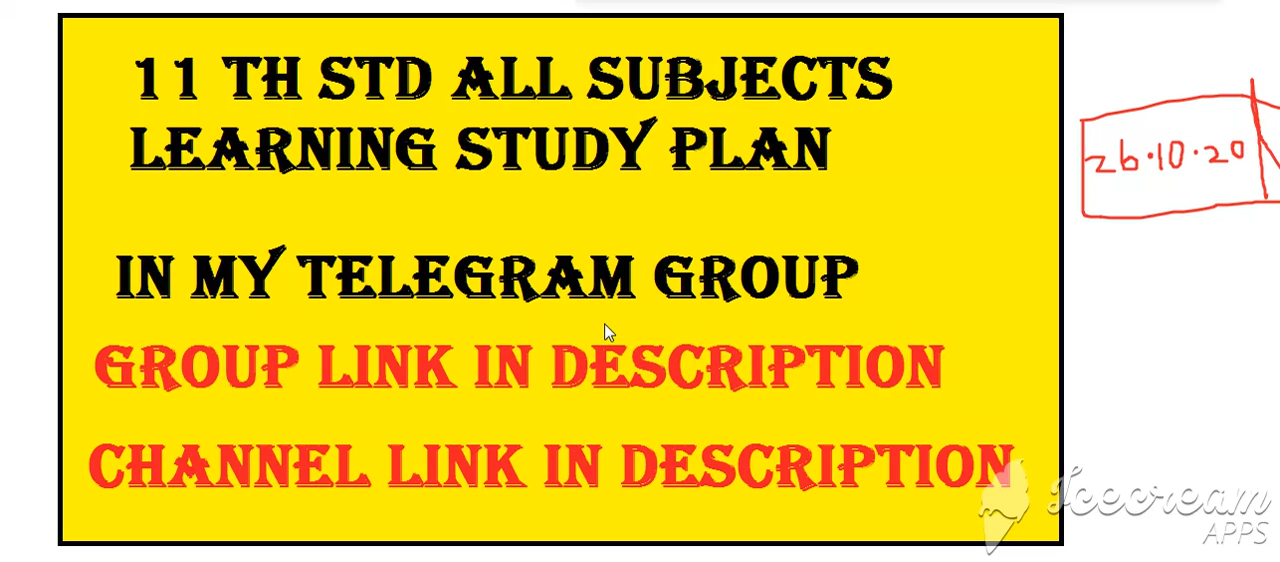 11 TH STD ALL SUBJECTS
LEARNING STUDY PLAN
26.10.20
IN MY TELEGRAM GROUP
GROUP LINK IN DESCRIPTION
CHANNEL LINK IN DESCRIPTION
Icecream
APPS